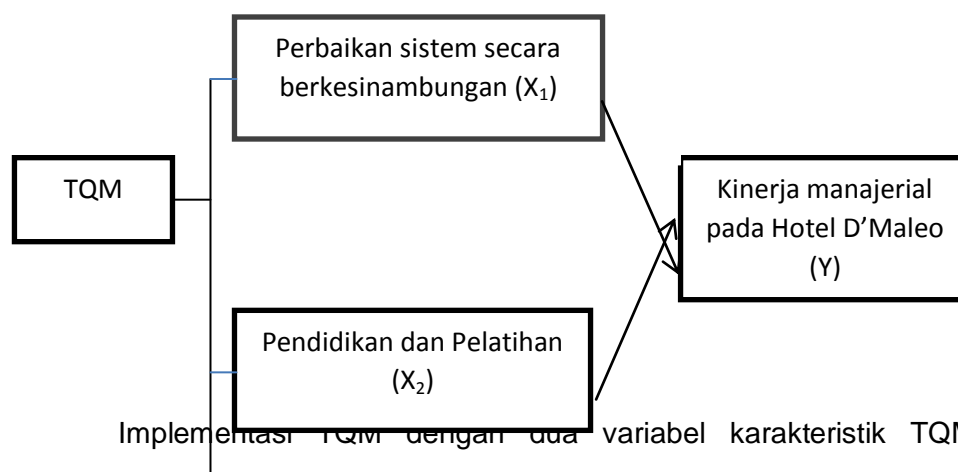 Perbaikan sistem secara
berkesinambungan (X₁)
TQM
Kinerja manajerial
pada Hotel D’Maleo
(Y)
Pendidikan dan Pelatihan
(X₂)
Implementasi TQM dengan dua variabel karakteristik TQM